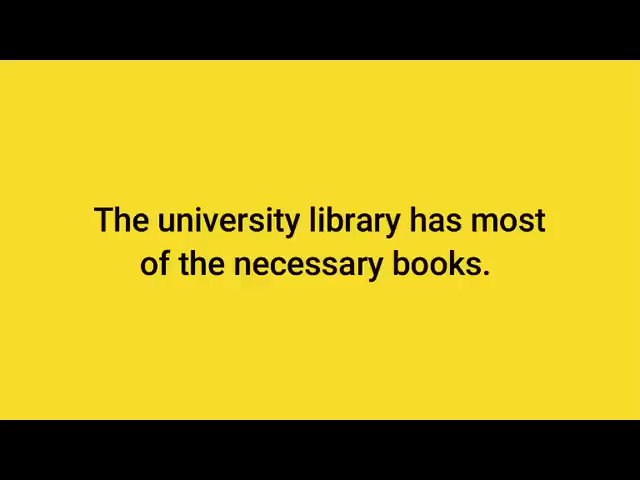 The university library has most
of the necessary books.